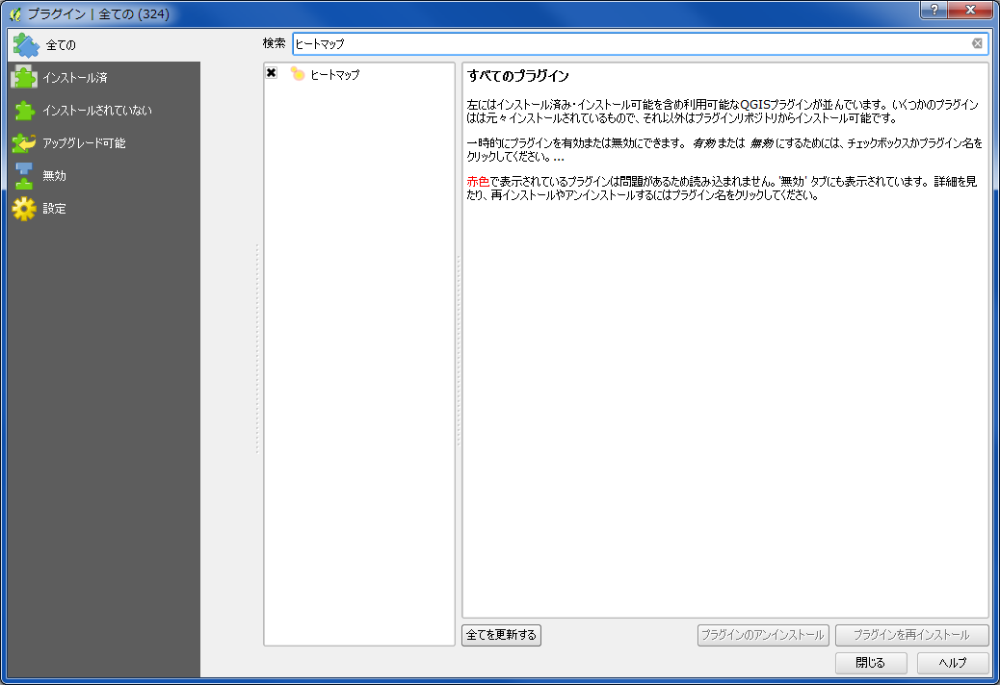 プラグイン | 全ての (324)
全ての
インストール済
インストールされていない
アップグレード可能
無効
設定
検索 ヒートマップ
ヒートマップ
すべてのプラグイン
左にはインストール済み・インストール可能を含め利用可能なQGISプラグインが並んでいます。いくつかのプラグイン
はは元々インストールされているもので、それ以外はプラグインリポジトリからインストール可能です。
一時的にプラグインを有効または無効にできます。 有効 または 無効 にするためには、チェックボックスかプラグイン名を
クリックしてください。...
赤色で表示されているプラグインは問題があるため読み込まれません。'無効' タブにも表示されています。詳細を見
たり、再インストールやアンインストールするにはプラグイン名をクリックしてください。
全てを更新する
プラグインのアンインストール
プラグインを再インストール
閉じる
ヘルプ